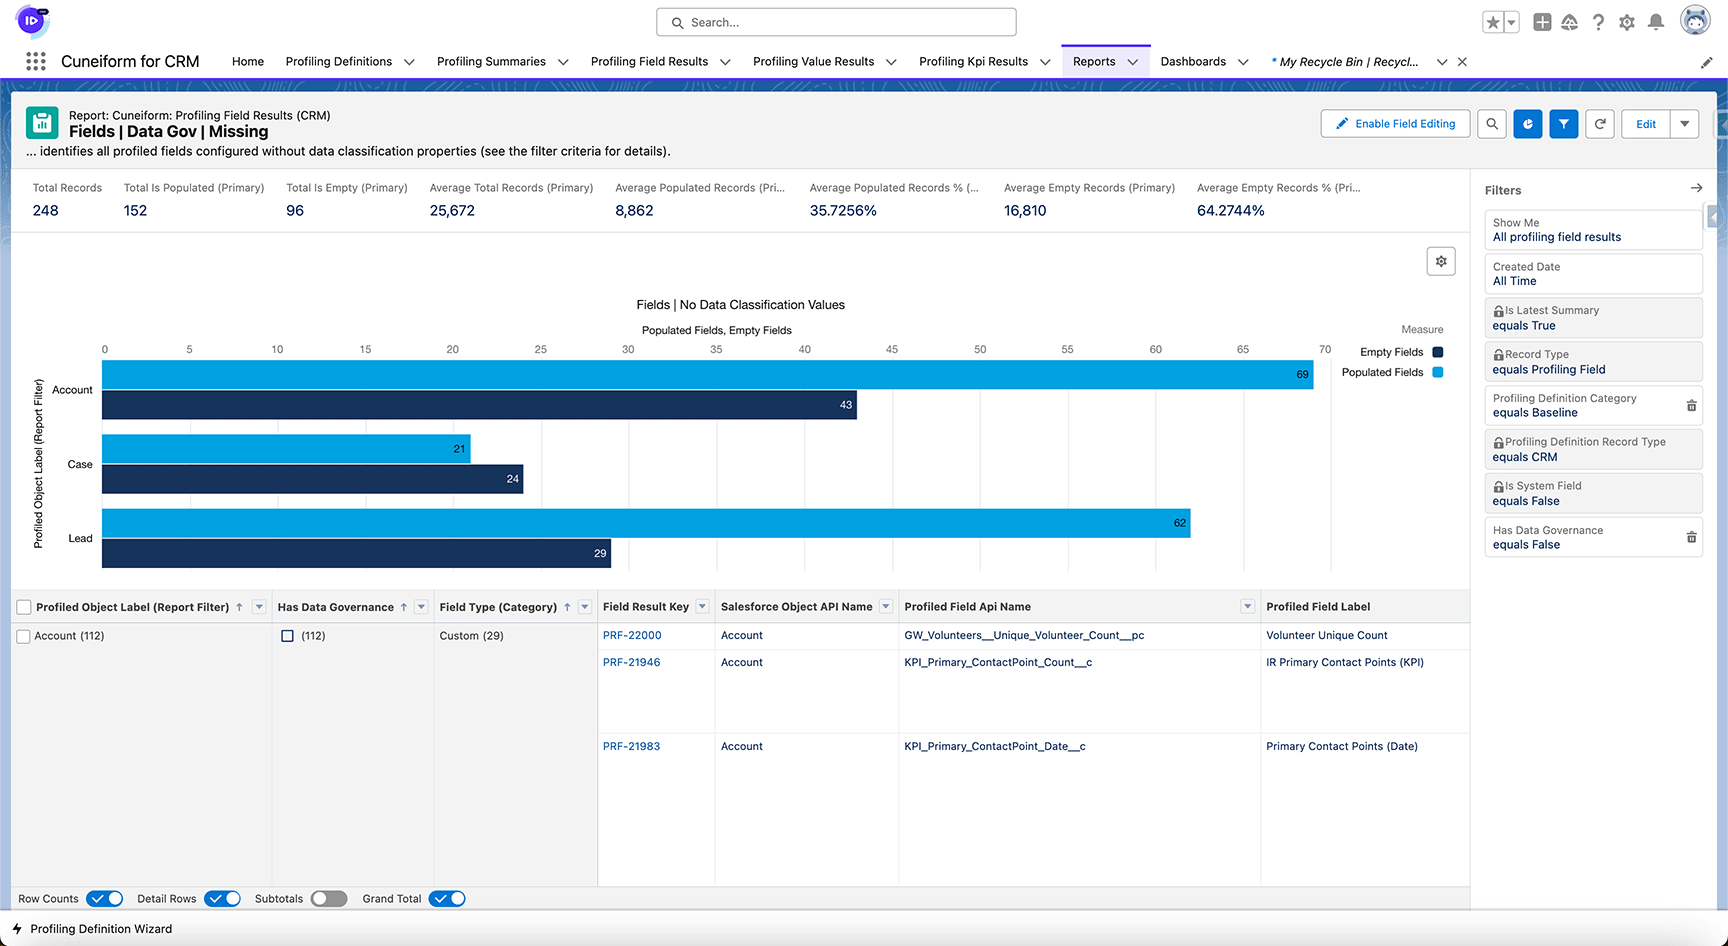 Search...
Cuneiform for CRM
Home
Profiling Definitions
Profiling Summaries
Profiling Field Results
Profiling Value Results
Profiling Kpi Results
Reports
Dashboards
* My Recycle Bin | Recycl...
Report: Cuneiform: Profiling Field Results (CRM)
Fields | Data Gov | Missing
... identifies all profiled fields configured without data classification properties (see the filter criteria for details).
Enable Field Editing
Edit
Total Records
248
Total Is Populated (Primary)
152
Total Is Empty (Primary)
96
Average Total Records (Primary)
25,672
Average Populated Records (Pri...
8,862
Average Populated Records % (...
35.7256%
Average Empty Records (Primary)
16,810
Average Empty Records % (Pri...
64.2744%
Fields | No Data Classification Values
Populated Fields, Empty Fields
0 5 10 15 20 25 30 35 40 45 50 55 60 65 70
Profiled Object Label (Report Filter)
Account
69
43
Case
21
24
Lead
62
29
Measure
Empty Fields
Populated Fields
Filters
Show Me
All profiling field results
Created Date
All Time
Is Latest Summary
equals True
Record Type
equals Profiling Field
Profiling Definition Category
equals Baseline
Profiling Definition Record Type
equals CRM
Is System Field
equals False
Has Data Governance
equals False
Profiled Object Label (Report Filter) ↑ Has Data Governance ↑ Field Type (Category) ↑ Field Result Key Salesforce Object API Name Profiled Field Api Name Profiled Field Label
Account (112) (112) Custom (29) PRF-22000 Account GW_Volunteers__Unique_Volunteer_Count__pc Volunteer Unique Count
PRF-21946 Account KPI_Primary_ContactPoint_Count__c IR Primary Contact Points (KPI)
PRF-21983 Account KPI_Primary_ContactPoint_Date__c Primary Contact Points (Date)
Row Counts Detail Rows Subtotals Grand Total
Profiling Definition Wizard